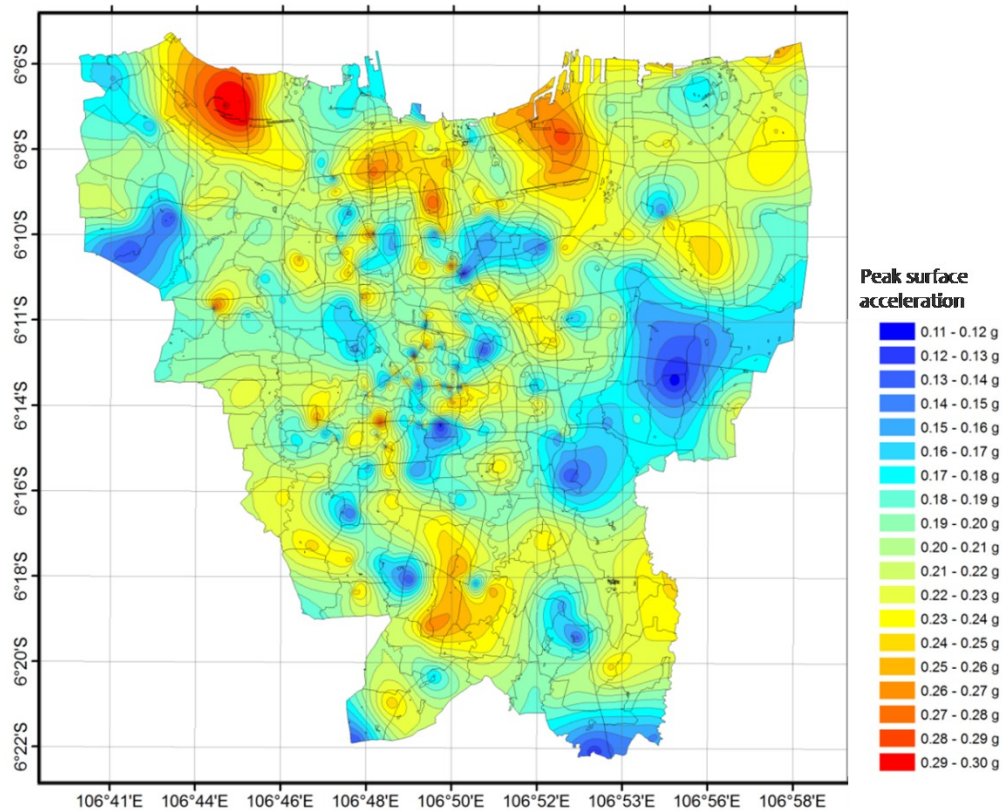 6°6'S
6°8'S
6°10'S
6°11'S
6°14'S
6°16'S
6°18'S
6°20'S
6°22'S
106°41'E
106°44'E
106°46'E
106°48'E
106°50'E
106°52'E
106°53'E
106°56'E
106°58'E
Peak surface
acceleration
0.11 - 0.12 g
0.12 - 0.13 g
0.13 - 0.14 g
0.14 - 0.15 g
0.15 - 0.16 g
0.16 - 0.17 g
0.17 - 0.18 g
0.18 - 0.19 g
0.19 - 0.20 g
0.20 - 0.21 g
0.21 - 0.22 g
0.22 - 0.23 g
0.23 - 0.24 g
0.24 - 0.25 g
0.25 - 0.26 g
0.26 - 0.27 g
0.27 - 0.28 g
0.28 - 0.29 g
0.29 - 0.30 g